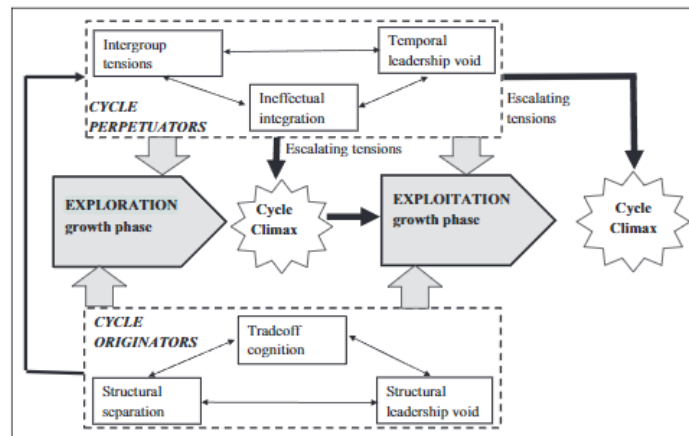 Intergroup
tensions
Temporal
leadership void
Ineffectual
integration
CYCLE
PERPETUATORS
Escalating
tensions
Escalating tensions
EXPLORATION
growth phase
Cycle
Climax
EXPLOITATION
growth phase
Cycle
Climax
CYCLE
ORIGINATORS
Tradeoff
cognition
Structural
separation
Structural
leadership void